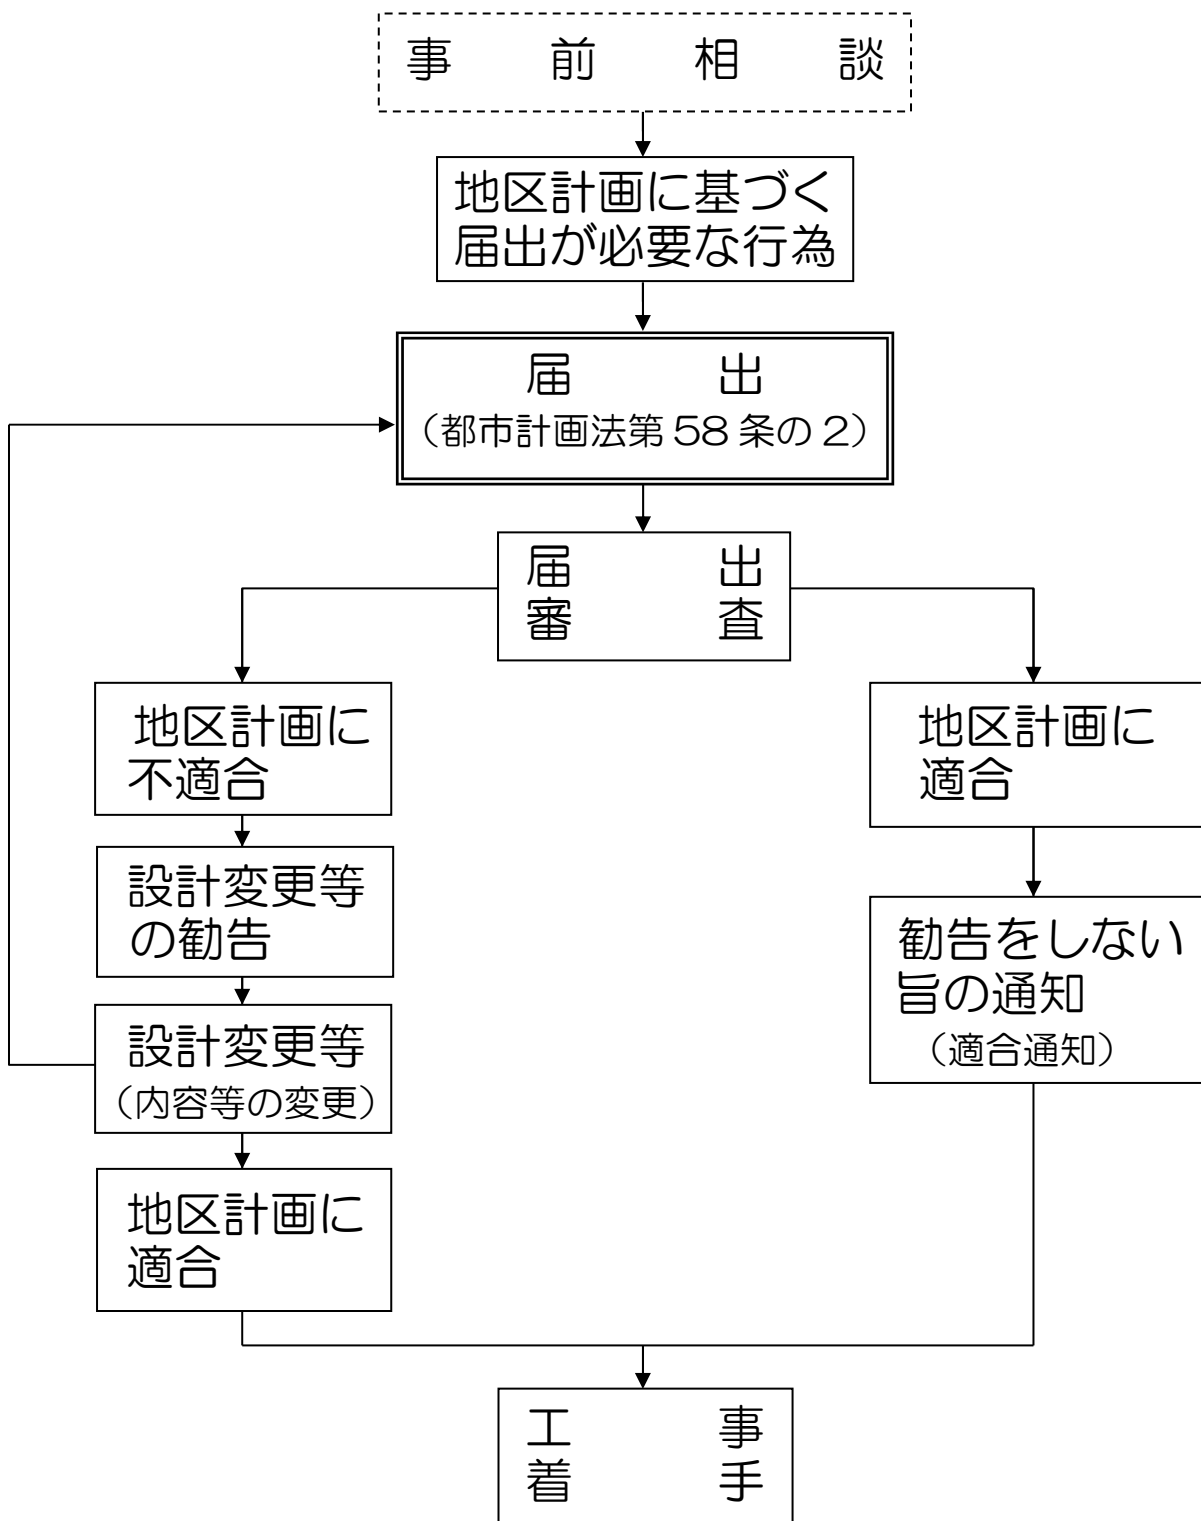 事前相談
地区計画に基づく
届出が必要な行為
届出
（都市計画法第58条の2）
届出
審査
地区計画に
不適合
設計変更等
の勧告
設計変更等
（内容等の変更）
地区計画に
適合
地区計画に
適合
勧告をしない
旨の通知
（適合通知）
工事
着手